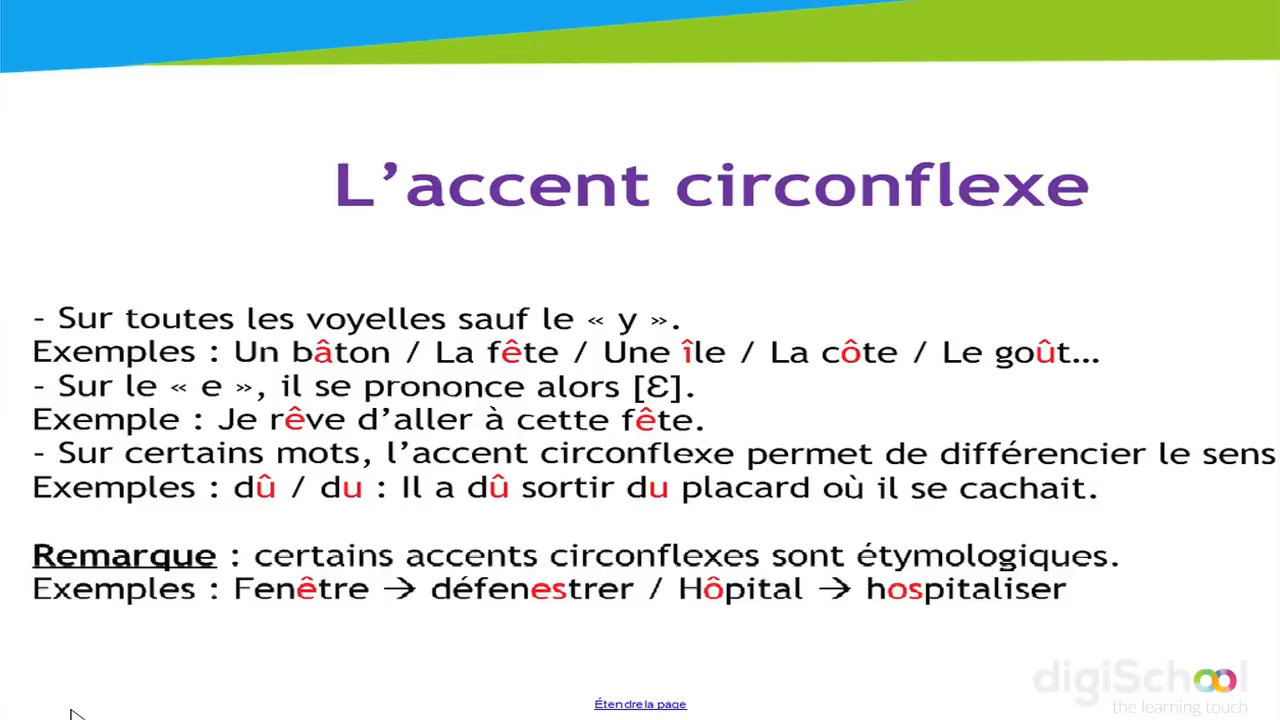 L’accent circonflexe
- Sur toutes les voyelles sauf le « y ».
Exemples : Un bâton / La fête / Une île / La côte / Le goût...
- Sur le « e », il se prononce alors [Ɛ].
Exemple : Je rêve d’aller à cette fête.
- Sur certains mots, l’accent circonflexe permet de différencier le sens
Exemples : dû / du : Il a dû sortir du placard où il se cachait.
Remarque : certains accents circonflexes sont étymologiques.
Exemples : Fenêtre → défenestrer / Hôpital → hospitaliser
digiSchool
the learning touch
Étendre la page